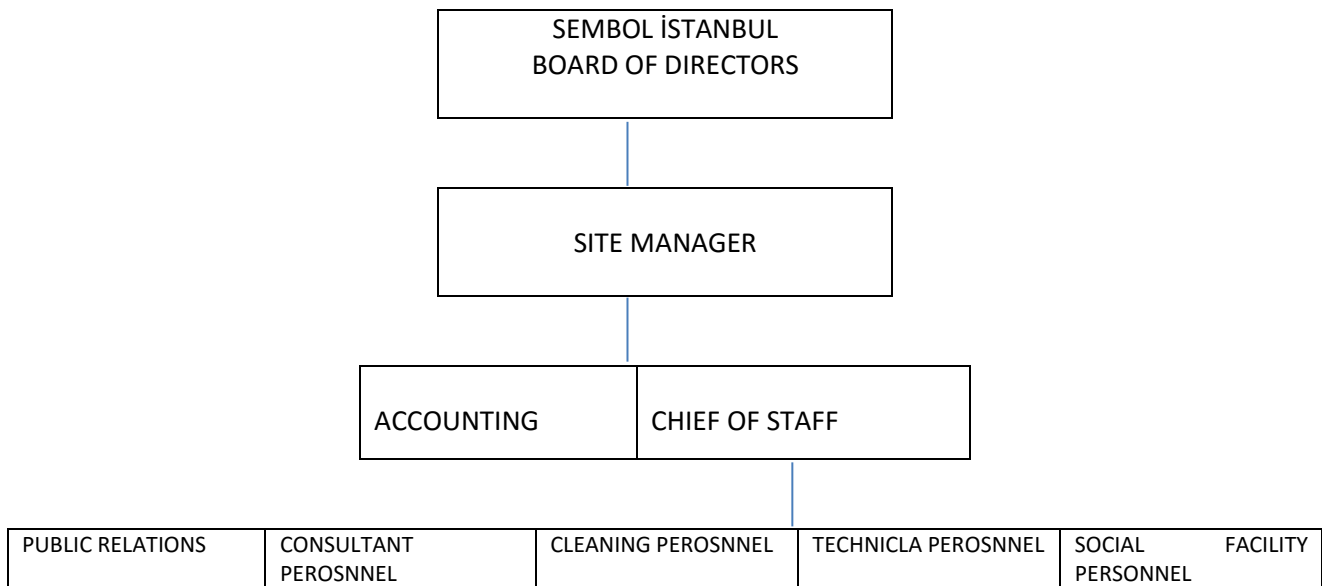 SEMBOL İSTANBUL
BOARD OF DIRECTORS
SITE MANAGER
ACCOUNTING
CHIEF OF STAFF
PUBLIC RELATIONS
CONSULTANT
PEROSNNEL
CLEANING PEROSNNEL
TECHNICLA PEROSNNEL
SOCIAL FACILITY
PERSONNEL